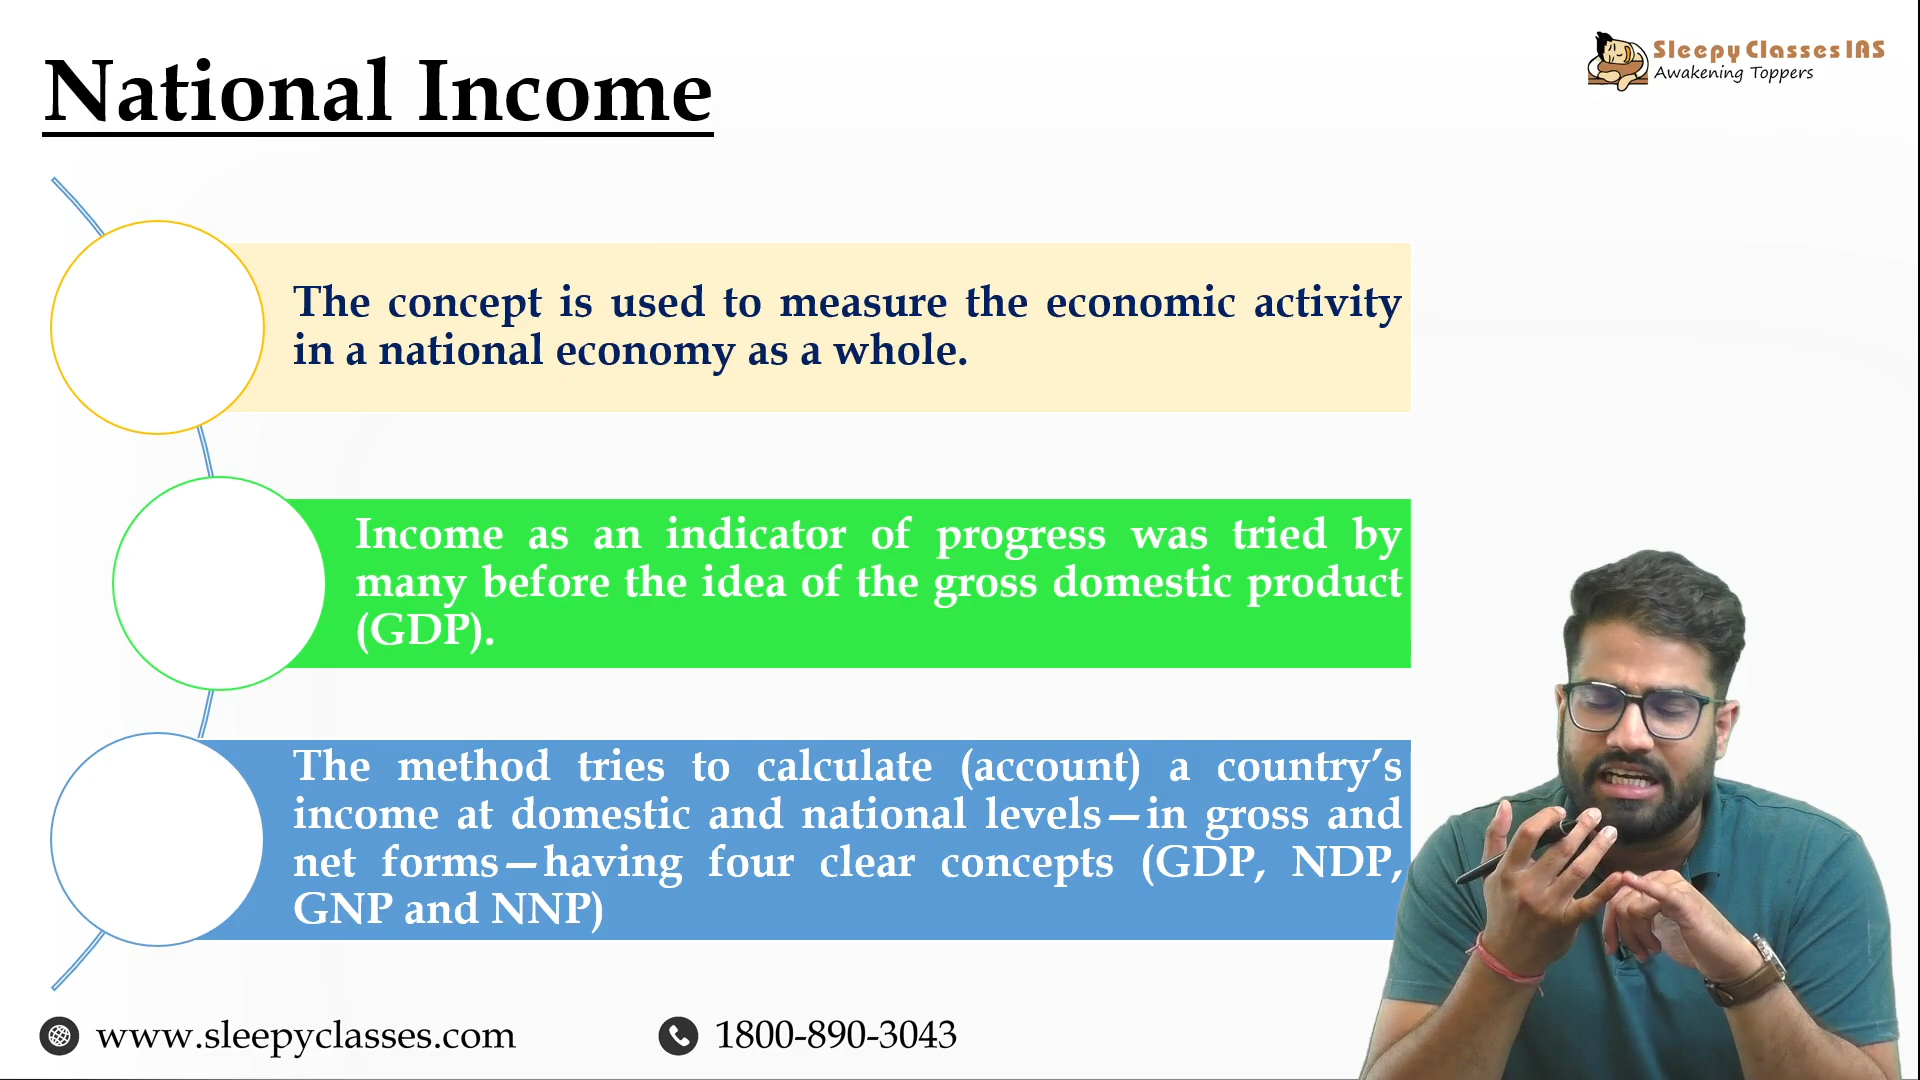 National Income
Sleepy Classes IAS
Awakening Toppers
The concept is used to measure the economic activity
in a national economy as a whole.
Income as an indicator of progress was tried by
many before the idea of the gross domestic product
(GDP).
The method tries to calculate (account) a country’s
income at domestic and national levels—in gross and
net forms—having four clear concepts (GDP, NDP,
GNP and NNP)
www.sleepyclasses.com
1800-890-3043